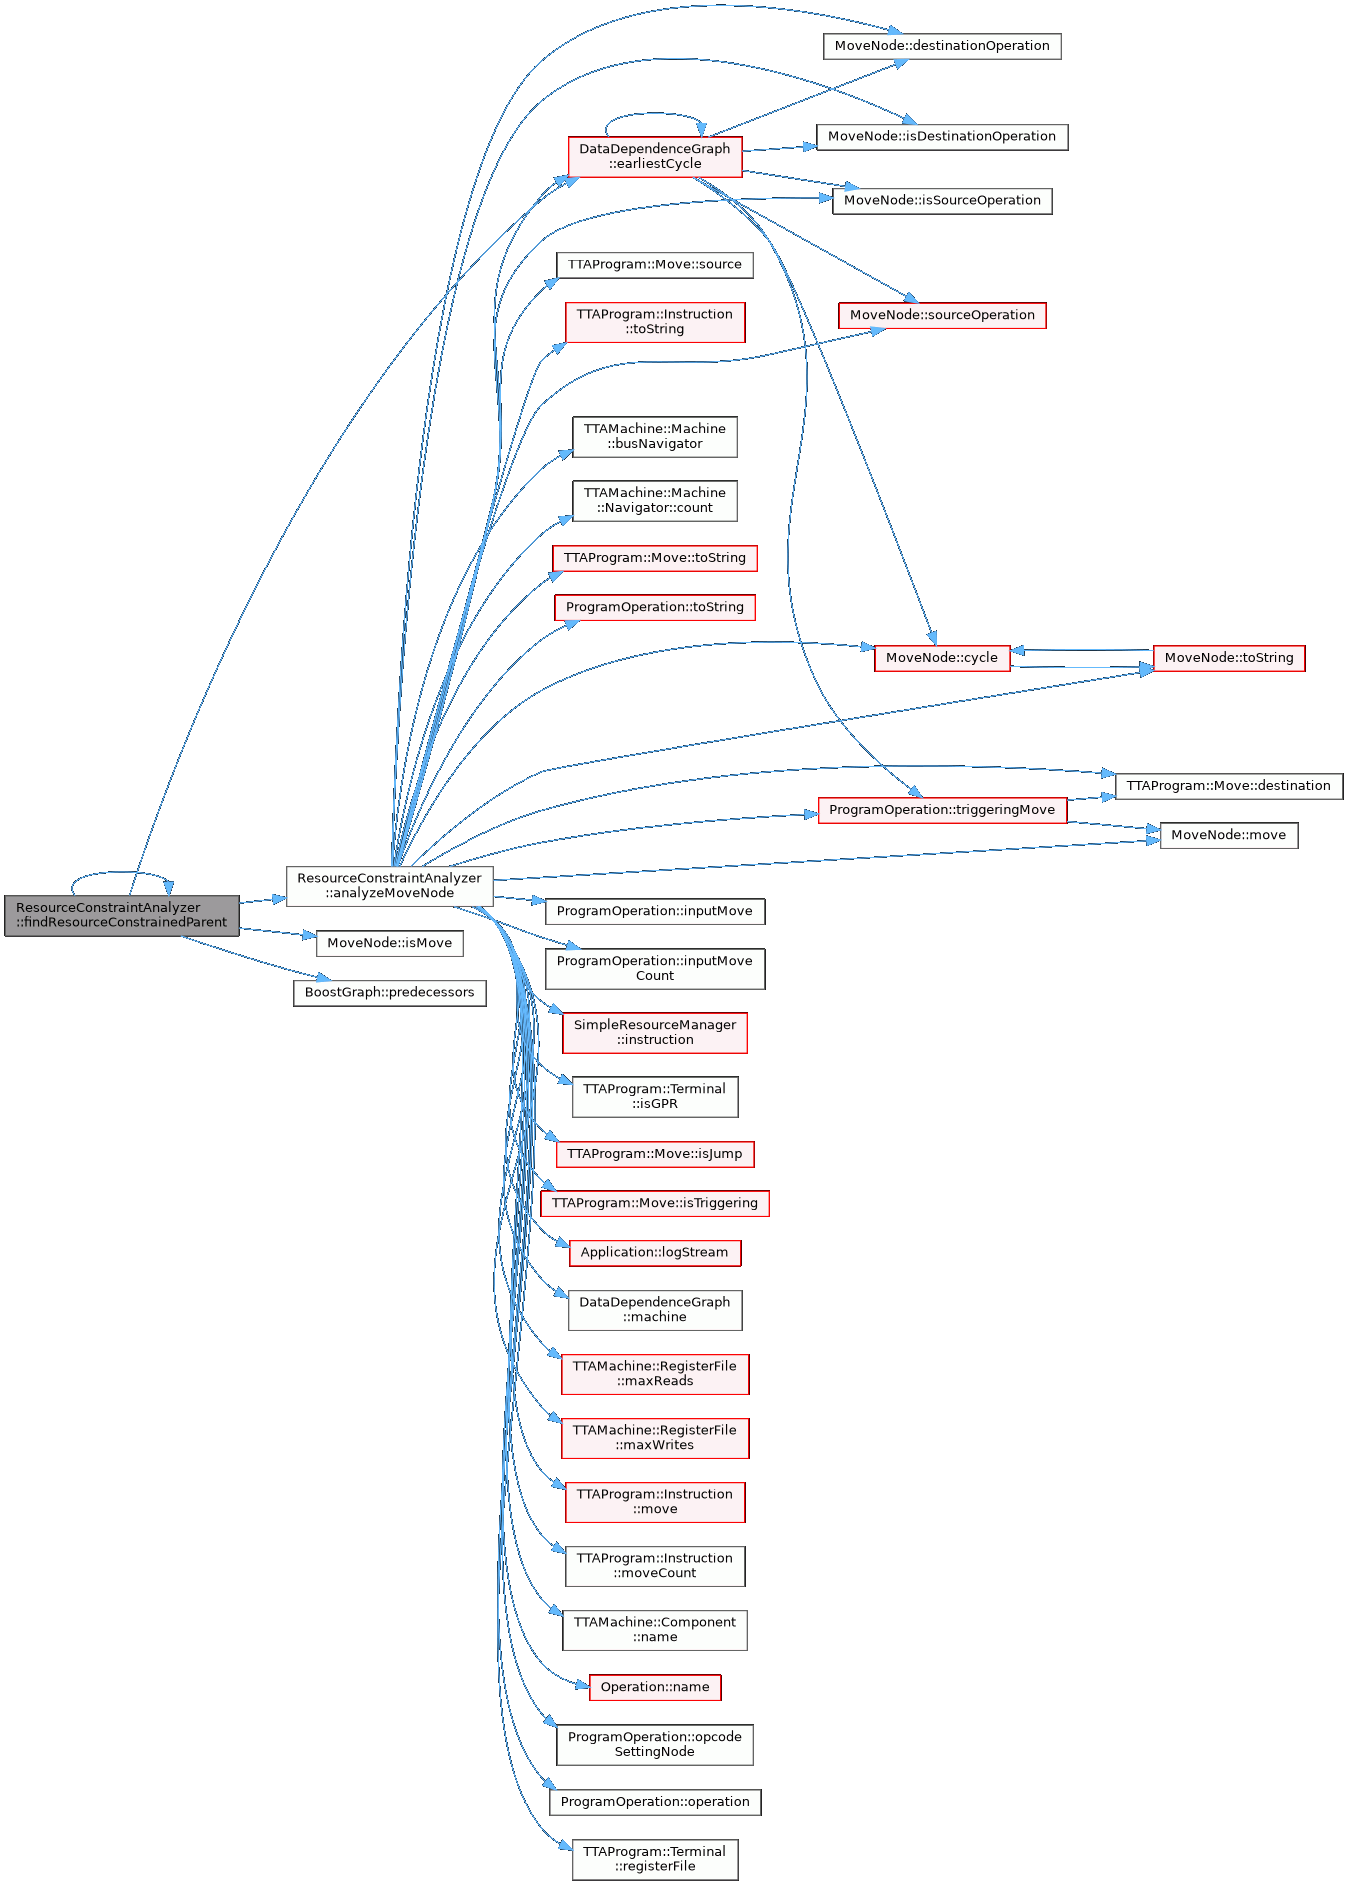 MoveNode::destinationOperation
MoveNode::isDestinationOperation
DataDependenceGraph
::earliestCycle
MoveNode::isSourceOperation
TTAProgram::Move::source
TTAProgram::Instruction
::toString
MoveNode::sourceOperation
TTAMachine::Machine
::busNavigator
TTAMachine::Machine
::Navigator::count
TTAProgram::Move::toString
ProgramOperation::toString
MoveNode::cycle
MoveNode::toString
TTAProgram::Move::destination
ProgramOperation::triggeringMove
MoveNode::move
ResourceConstraintAnalyzer
::analyzeMoveNode
ResourceConstraintAnalyzer
::findResourceConstrainedParent
ProgramOperation::inputMove
MoveNode::isMove
ProgramOperation::inputMove
Count
BoostGraph::predecessors
SimpleResourceManager
::instruction
TTAProgram::Terminal
::isGPR
TTAProgram::Move::isJump
TTAProgram::Move::isTriggering
Application::logStream
DataDependenceGraph
::machine
TTAMachine::RegisterFile
::maxReads
TTAMachine::RegisterFile
::maxWrites
TTAProgram::Instruction
::move
TTAProgram::Instruction
::moveCount
TTAMachine::Component
::name
Operation::name
ProgramOperation::opcode
SettingNode
ProgramOperation::operation
TTAProgram::Terminal
::registerFile